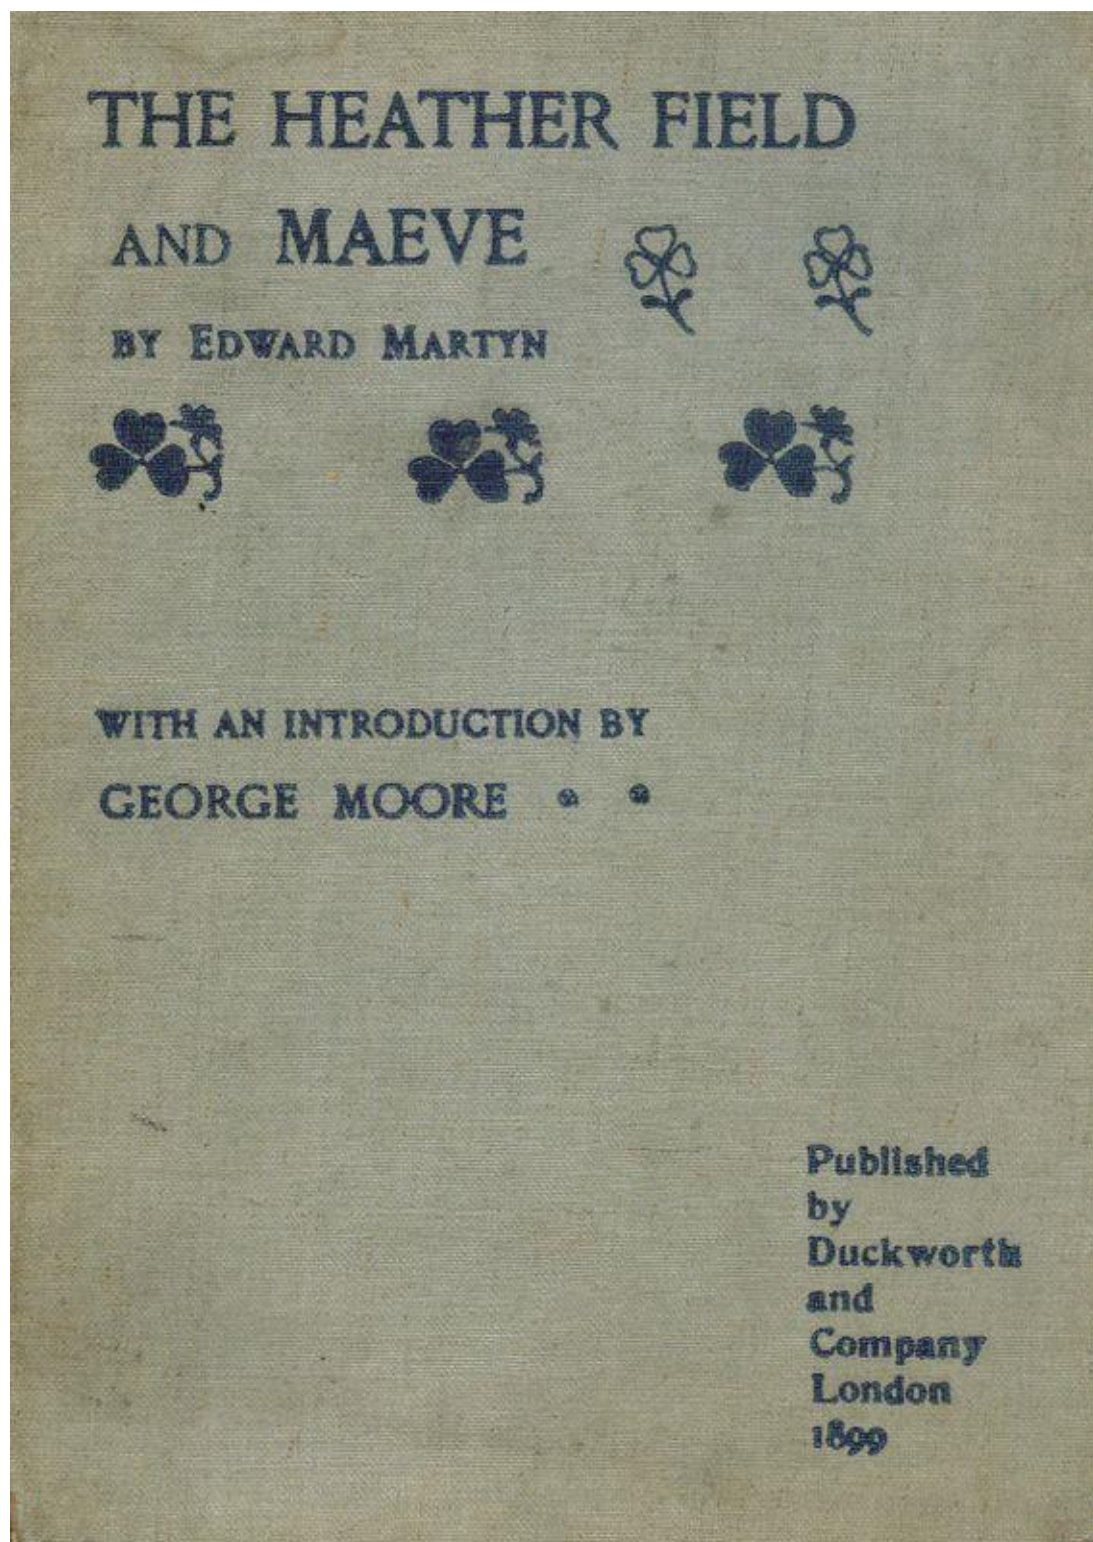 THE HEATHER FIELD
AND MAEVE
BY EDWARD MARTYN
WITH AN INTRODUCTION BY
GEORGE MOORE
Published
by
Duckworth
and
Company
London
1899